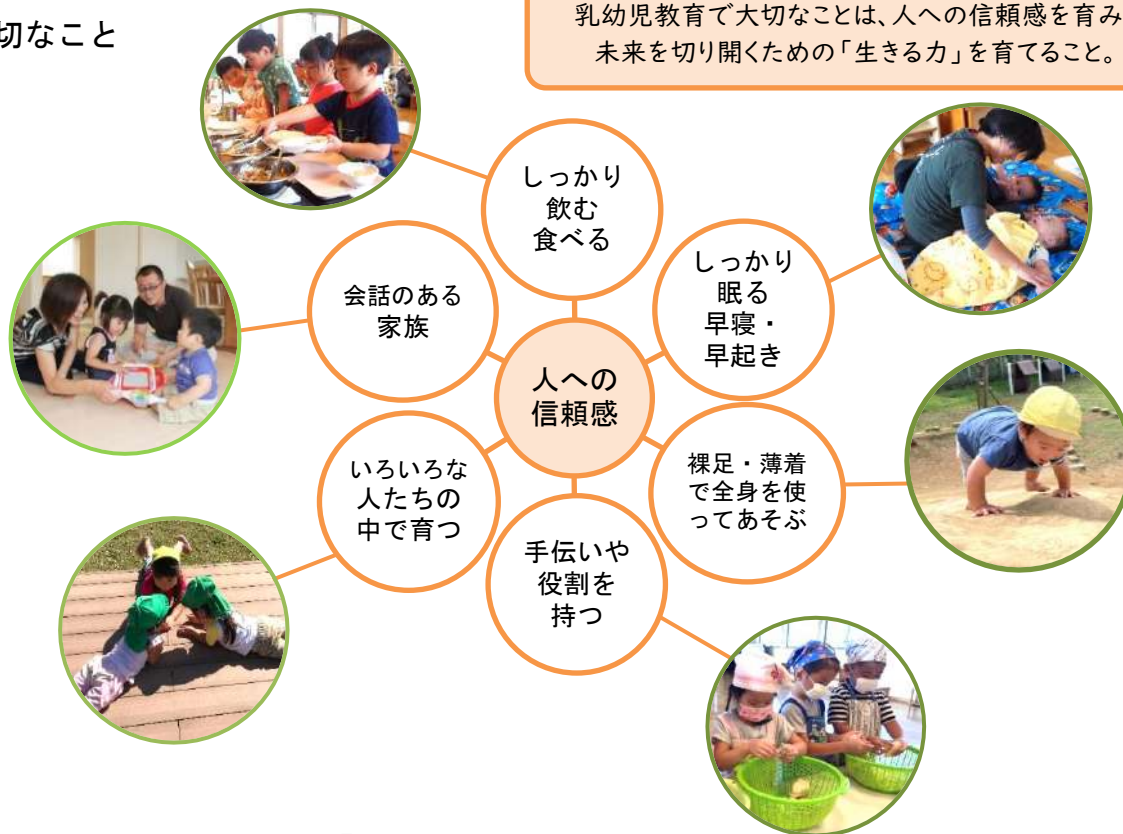 切なこと
乳幼児教育で大切なことは、人への信頼感を育み
未来を切り開くための「生きる力」を育てること。
しっかり
飲む
食べる
しっかり
眠る
早寝・
早起き
会話のある
家族
人への
信頼感
いろいろな
人たちの
中で育つ
裸足・薄着
で全身を使
ってあそぶ
手伝いや
役割を
持つ